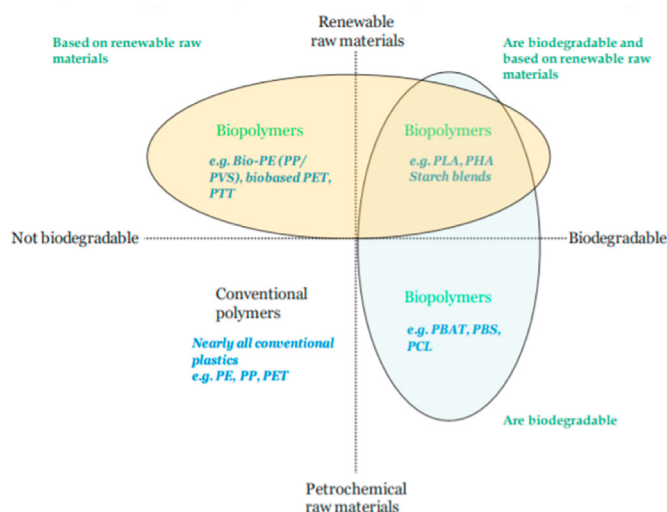 Renewable
raw materials
Based on renewable raw
materials
Are biodegradable and
based on renewable raw
materials
Biopolymers
e.g. Bio-PE (PP/
PVS), biobased PET,
PTT
Biopolymers
e.g. PLA, PHA
Starch blends
Not biodegradable
Biodegradable
Conventional
polymers
Nearly all conventional
plastics
e.g. PE, PP, PET
Biopolymers
e.g. PBAT, PBS,
PCL
Are biodegradable
Petrochemical
raw materials